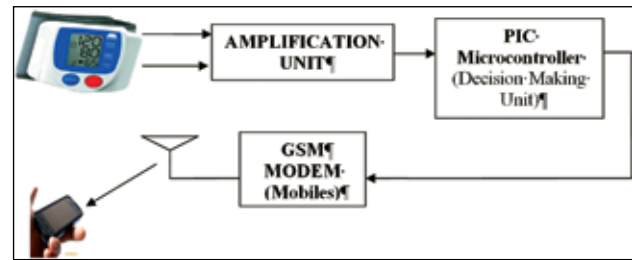 AMPLIFICATION·
UNIT¶
PIC·
Microcontroller·
(Decision·Making·
Unit)¶
GSM¶
MODEM·
(Mobiles)¶